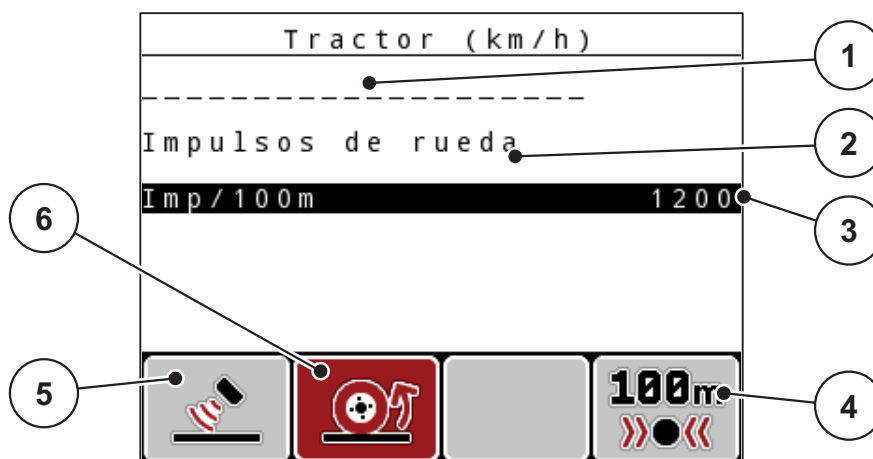 Tractor (km/h)
1
Impulsos de rueda
2
Imp/100m 1200
3
6
5
100m
4